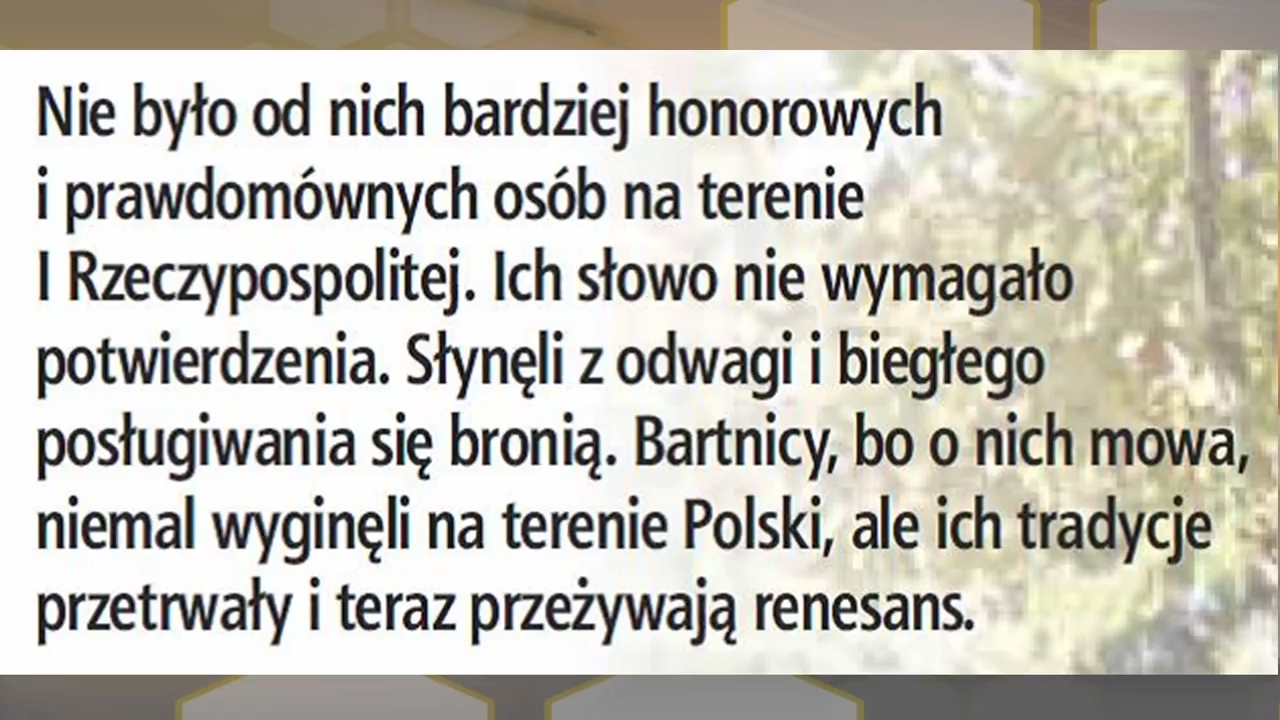 Nie było od nich bardziej honorowych
i prawdomównych osób na terenie
I Rzeczypospolitej. Ich słowo nie wymagało
potwierdzenia. Słynęli z odwagi i biegłego
posługiwania się bronią. Bartnicy, bo o nich mowa,
niemal wyginęli na terenie Polski, ale ich tradycje
przetrwały i teraz przeżywają renesans.